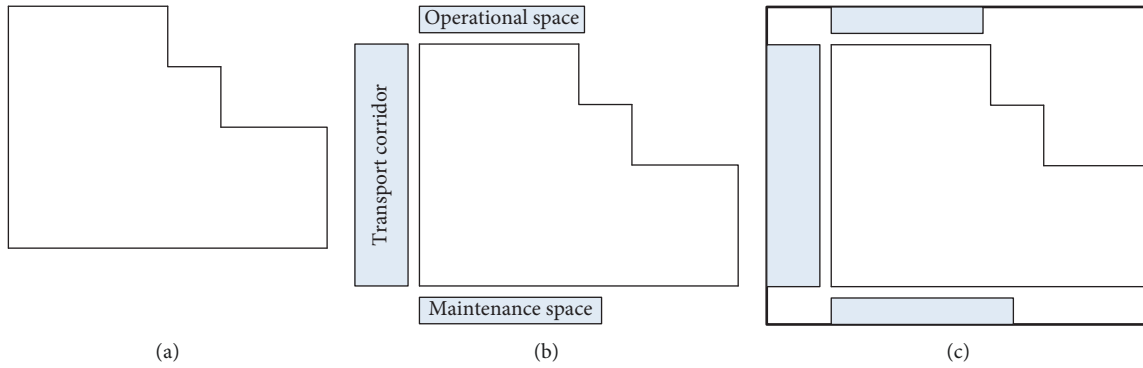 Operational space
Transport corridor
Maintenance space
(a)
(b)
(c)